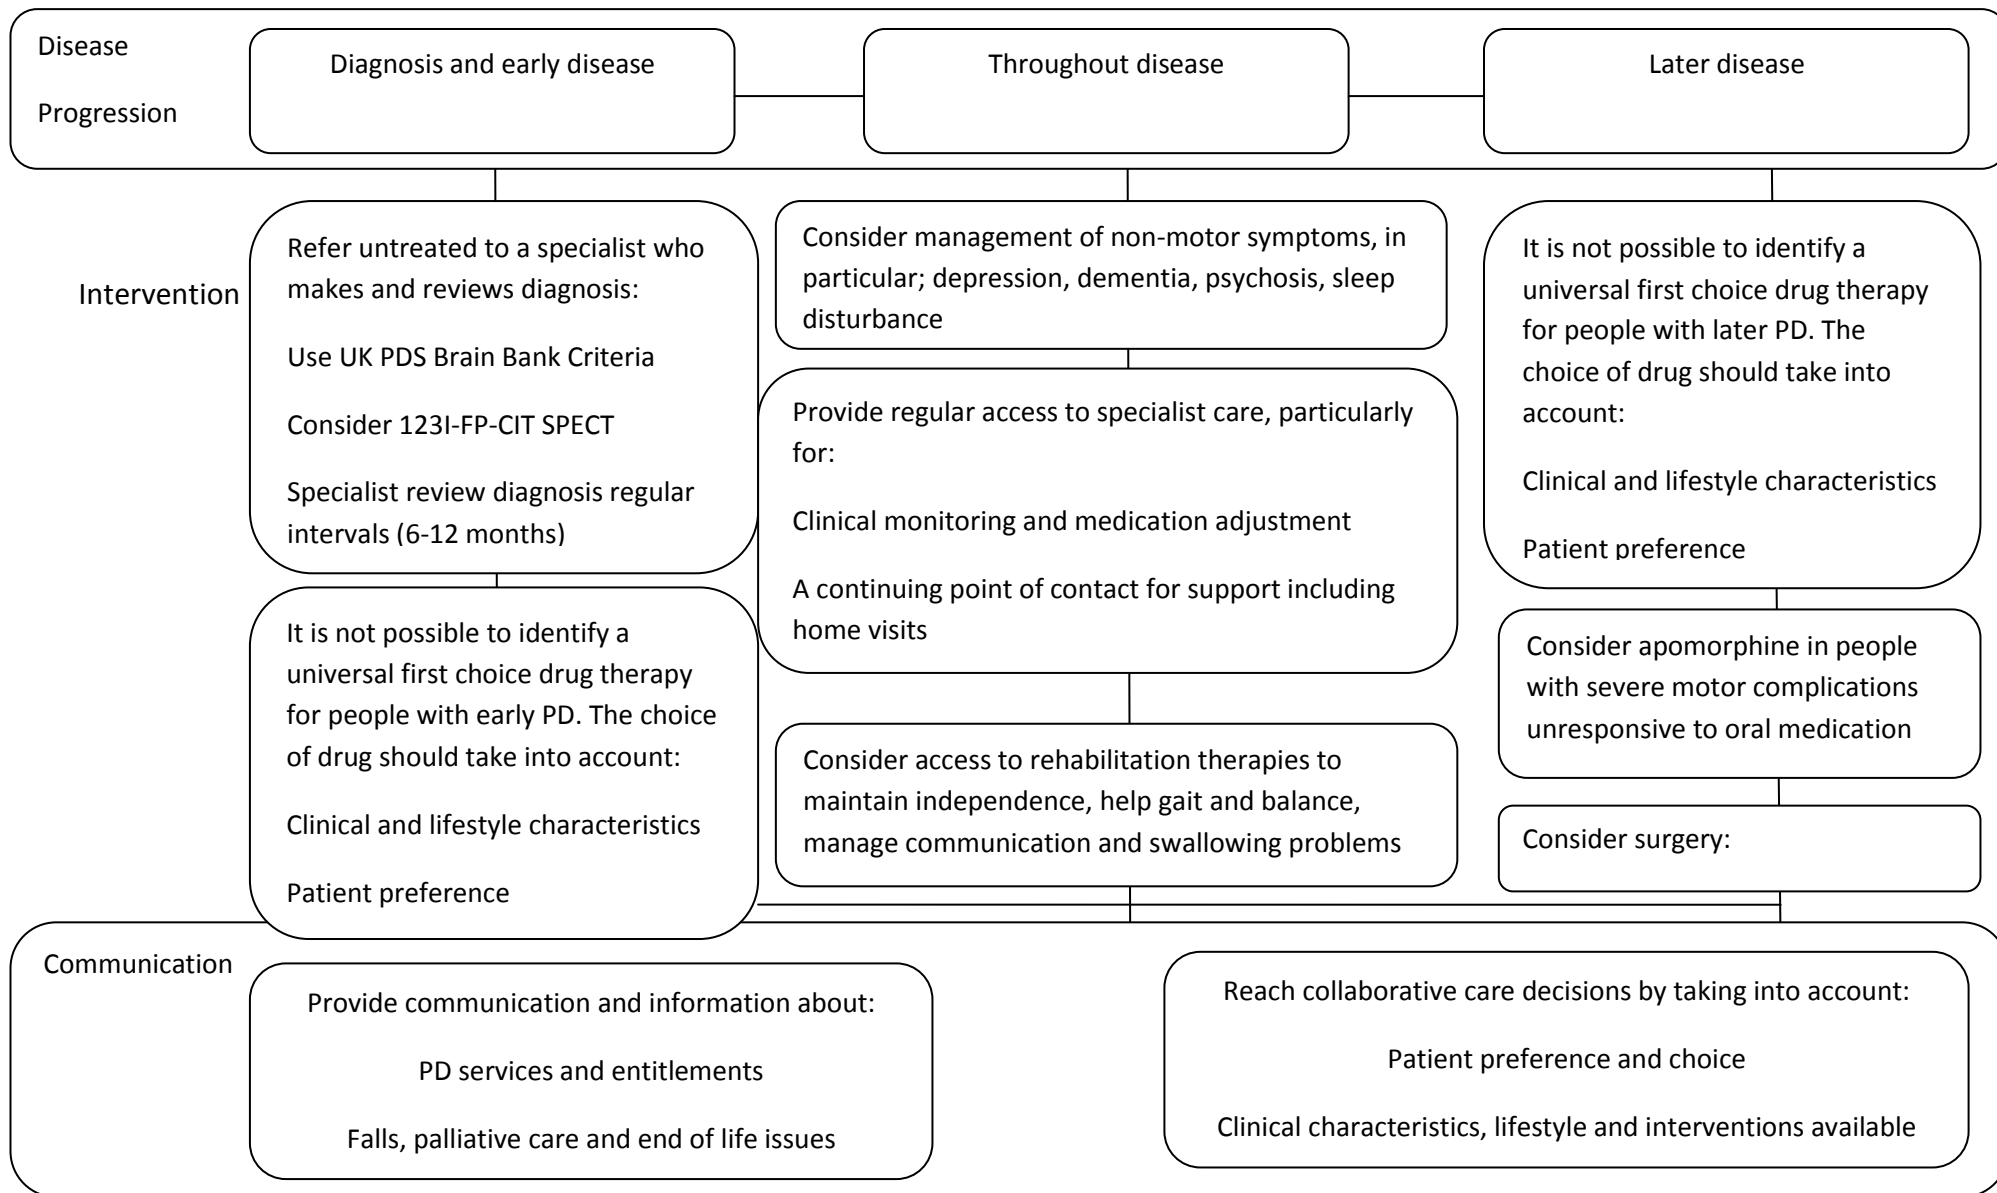 Disease
Progression
Diagnosis and early disease
Throughout disease
Later disease
Intervention
Refer untreated to a specialist who
makes and reviews diagnosis:
Use UK PDS Brain Bank Criteria
Consider 123I-FP-CIT SPECT
Specialist review diagnosis regular
intervals (6-12 months)
It is not possible to identify a
universal first choice drug therapy
for people with early PD. The choice
of drug should take into account:
Clinical and lifestyle characteristics
Patient preference
Consider management of non-motor symptoms, in
particular; depression, dementia, psychosis, sleep
disturbance
Provide regular access to specialist care, particularly
for:
Clinical monitoring and medication adjustment
A continuing point of contact for support including
home visits
Consider access to rehabilitation therapies to
maintain independence, help gait and balance,
manage communication and swallowing problems
It is not possible to identify a
universal first choice drug therapy
for people with later PD. The
choice of drug should take into
account:
Clinical and lifestyle characteristics
Patient preference
Consider apomorphine in people
with severe motor complications
unresponsive to oral medication
Consider surgery:
Communication
Provide communication and information about:
PD services and entitlements
Falls, palliative care and end of life issues
Reach collaborative care decisions by taking into account:
Patient preference and choice
Clinical characteristics, lifestyle and interventions available